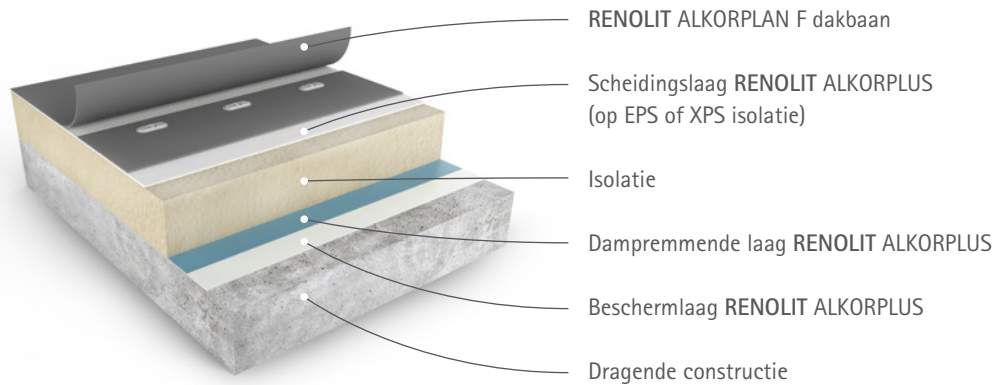 RENOLIT ALKORPLAN F dakbaan
Scheidingslaag RENOLIT ALKORPLUS
(op EPS of XPS isolatie)
Isolatie
Dampremmende laag RENOLIT ALKORPLUS
Beschermlaag RENOLIT ALKORPLUS
Dragende constructie